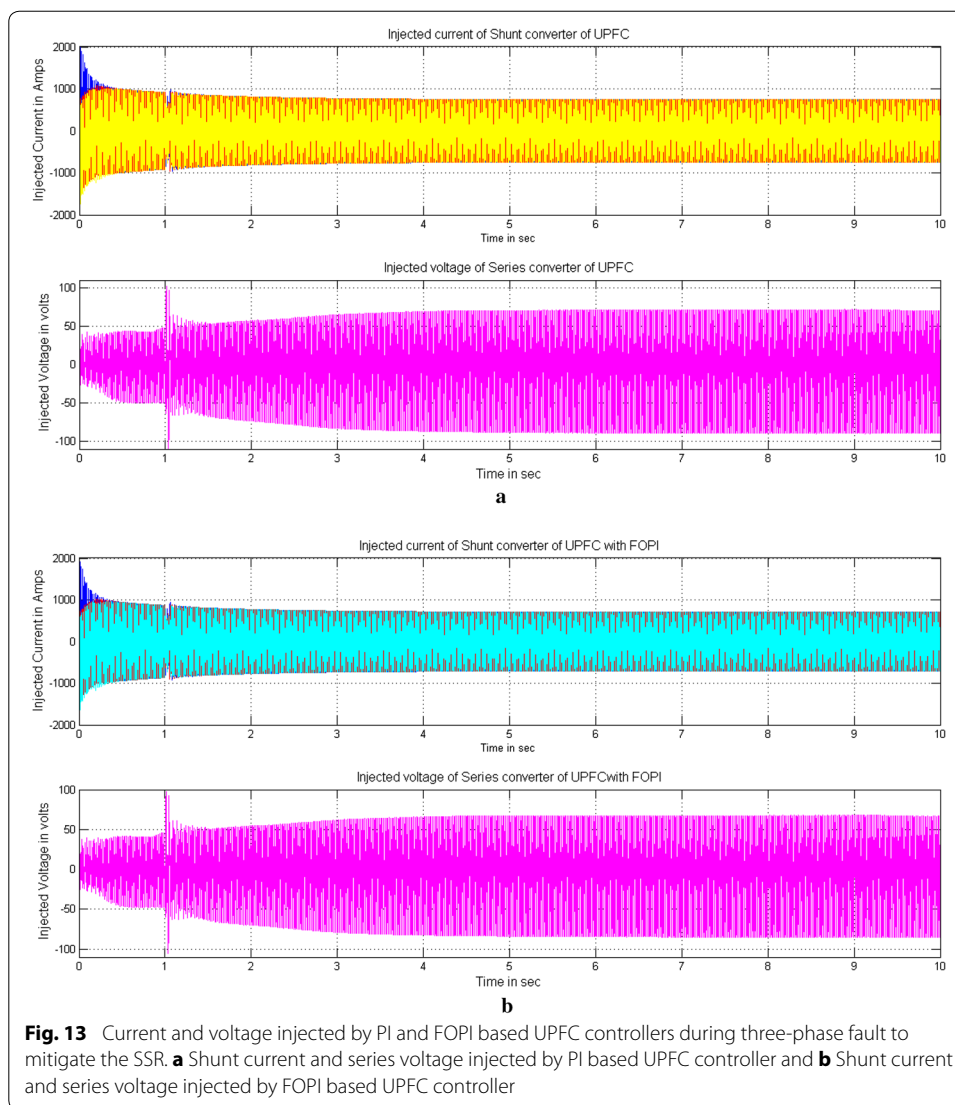 Injected current of Shunt converter of UPFC
Injected Current in Amps
2000
1000
0
-1000
-2000
0 1 2 3 4 5 6 7 8 9 10
Time in sec
Injected voltage of Series converter of UPFC
Injected Voltage in volts
100
50
0
-50
-100
0 1 2 3 4 5 6 7 8 9 10
Time in sec
a
Injected current of Shunt converter of UPFC with FOPI
Injected Current in Amps
2000
1000
0
-1000
-2000
0 1 2 3 4 5 6 7 8 9 10
Time in sec
Injected voltage of Series converter of UPFCwith FOPI
Injected Voltage in volts
100
50
0
-50
-100
0 1 2 3 4 5 6 7 8 9 10
Time in sec
b
Fig. 13 Current and voltage injected by PI and FOPI based UPFC controllers during three-phase fault to
mitigate the SSR. a Shunt current and series voltage injected by PI based UPFC controller and b Shunt current
and series voltage injected by FOPI based UPFC controller